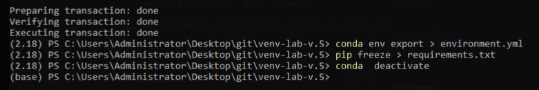 Preparing transaction: done
Verifying transaction: done
Executing transaction: done
(2.18) PS C:\Users\Administrator\Desktop\git\venv-lab-v.5> conda env export > environment.yml
(2.18) PS C:\Users\Administrator\Desktop\git\venv-lab-v.5> pip freeze > requirements.txt
(2.18) PS C:\Users\Administrator\Desktop\git\venv-lab-v.5> conda  deactivate
(base) PS C:\Users\Administrator\Desktop\git\venv-lab-v.5>